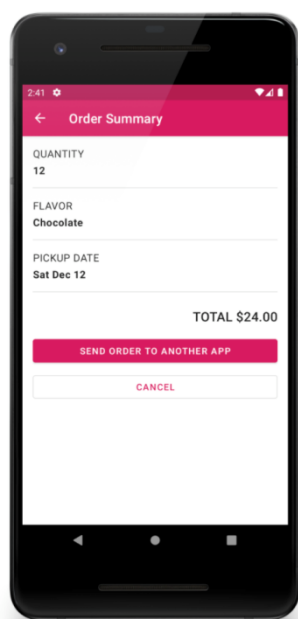 2:41
Order Summary
QUANTITY
12
FLAVOR
Chocolate
PICKUP DATE
Sat Dec 12
TOTAL $24.00
SEND ORDER TO ANOTHER APP
CANCEL